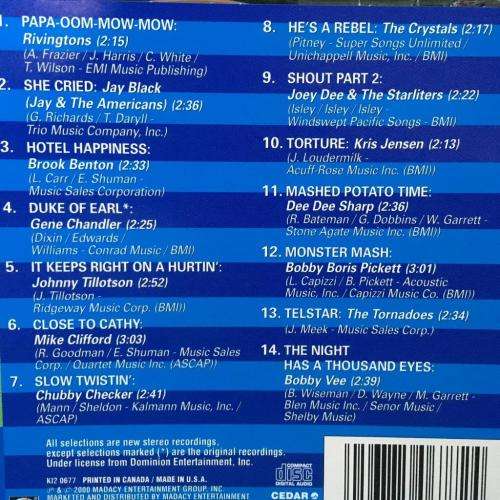 1. PAPA-OOM-MOW-MOW:
Rivingtons (2:15)
(A. Frazier / J. Harris / C. White /
T. Wilson - EMI Music Publishing)
2. SHE CRIED: Jay Black
(Jay & The Americans) (2:36)
(G. Richards / T. Daryll -
Trio Music Company, Inc.)
3. HOTEL HAPPINESS:
Brook Benton (2:33)
(L. Carr / E. Shuman -
Music Sales Corporation)
4. DUKE OF EARL*:
Gene Chandler (2:25)
(Dixin / Edwards /
Williams - Conrad Music / BMI)
5. IT KEEPS RIGHT ON A HURTIN':
Johnny Tillotson (2:52)
(J. Tillotson -
Ridgeway Music Corp. (BMI))
6. CLOSE TO CATHY:
Mike Clifford (3:03)
(R. Goodman / E. Shuman - Music Sales
Corp. / Quartet Music Inc. (ASCAP))
7. SLOW TWISTIN':
Chubby Checker (2:41)
(Mann / Sheldon - Kalmann Music, Inc. /
ASCAP)
8. HE'S A REBEL: The Crystals (2:17)
(Pitney - Super Songs Unlimited /
Unichappell Music, Inc. / BMI)
9. SHOUT PART 2:
Joey Dee & The Starliters (2:22)
(Isley / Isley / Isley -
Windswept Pacific Songs - BMI)
10. TORTURE: Kris Jensen (2:13)
(J. Loudermilk -
Acuff-Rose Music Inc. (BMI))
11. MASHED POTATO TIME:
Dee Dee Sharp (2:36)
(R. Bateman / G. Dobbins / W. Garrett -
Stone Agate Music Inc. (BMI))
12. MONSTER MASH:
Bobby Boris Pickett (3:01)
(L. Capizzi / B. Pickett - Acoustic
Music, Inc. / Capizzi Music Co. (BMI))
13. TELSTAR: The Tornadoes (2:34)
(J. Meek - Music Sales Corp.)
14. THE NIGHT
HAS A THOUSAND EYES:
Bobby Vee (2:39)
(B. Wiseman / D. Wayne / M. Garrett -
Blen Music Inc. / Senor Music /
Shelby Music)
All selections are new stereo recordings,
except selections marked (*) are the original recordings.
Under license from Dominion Entertainment, Inc.
KI2 0677 PRINTED IN CANADA / MADE IN U.S.A.
℗ & © 2000 MADACY ENTERTAINMENT GROUP, INC.
MARKETED AND DISTRIBUTED BY MADACY ENTERTAINMENT
COMPACT
disc
DIGITAL AUDIO
CEDAR